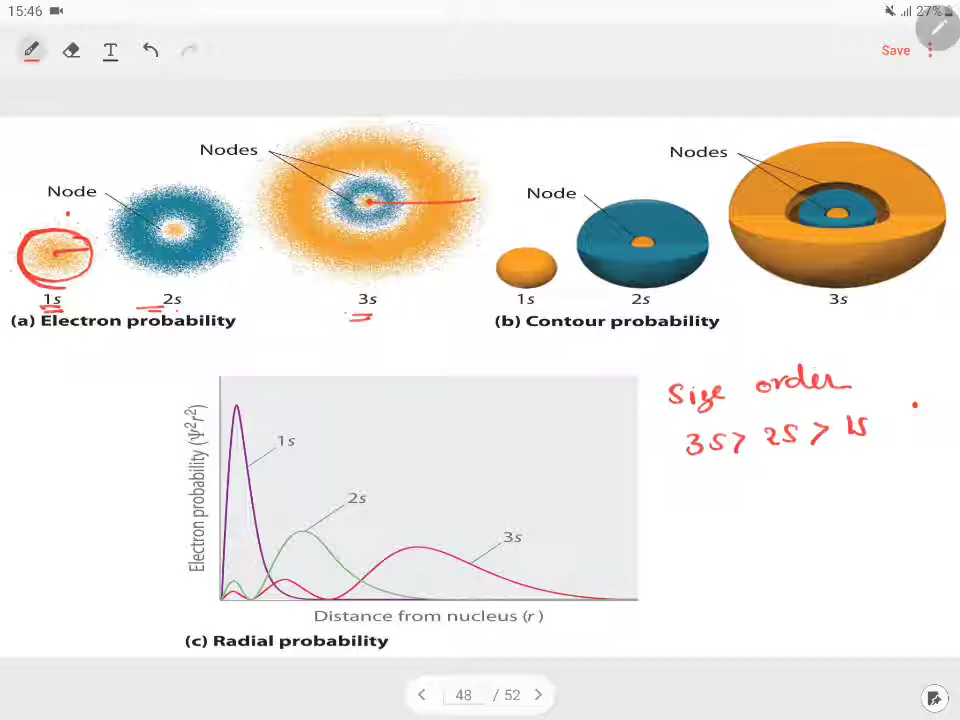 15:46
27%
T
Save
Nodes
Node
Nodes
Node
1s
2s
3s
1s
2s
3s
(a) Electron probability
(b) Contour probability
Size order
3s > 2s > 1s
Electron probability (Ψ²r²)
1s
2s
3s
Distance from nucleus (r)
(c) Radial probability
48 / 52